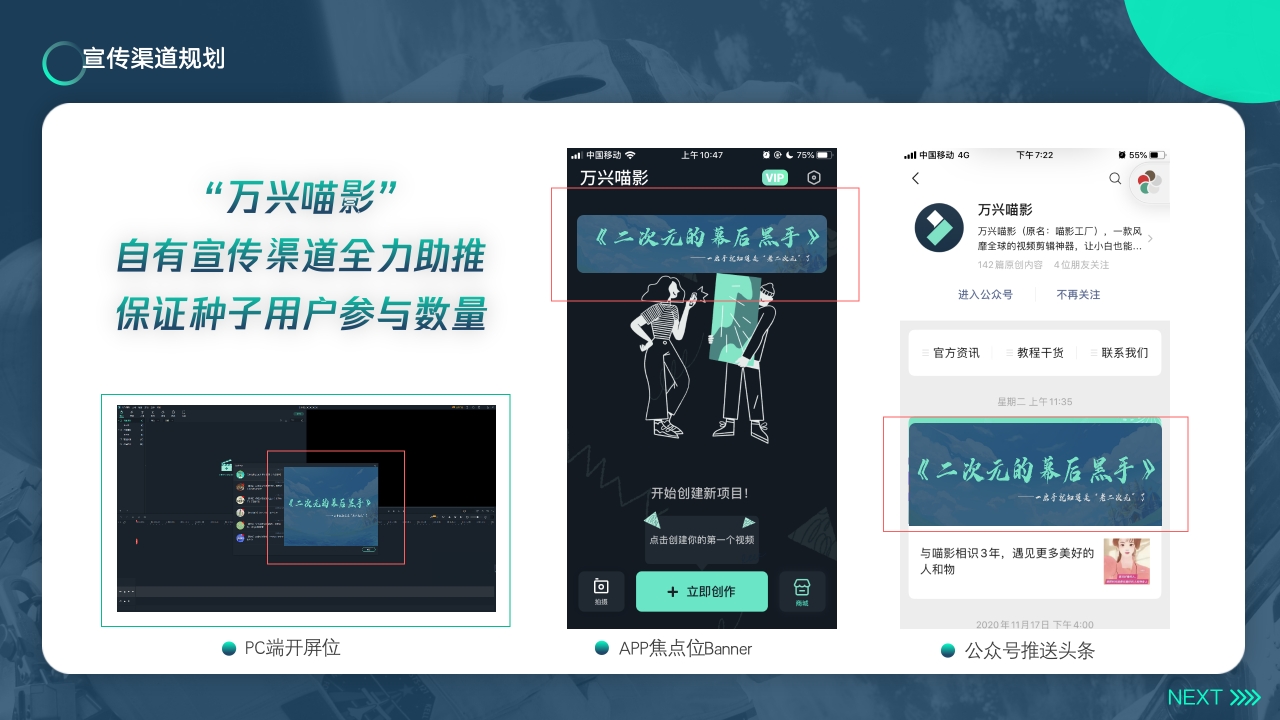 宣传渠道规划
“万兴喵影”
自有宣传渠道全力助推
保证种子用户参与数量
《二次元的幕后黑手》
PC端开屏位
中国移动 上午10:47 75%
万兴喵影 VIP
《二次元的幕后黑手》
——一出手就知道是“老二次元”了
开始创建新项目!
点击创建你的第一个视频
拍摄
+ 立即创作
商城
APP焦点位Banner
中国移动 4G 下午7:22 55%
万兴喵影
万兴喵影(原名:喵影工厂),一款风
靡全球的视频剪辑神器,让小白也能...
142篇原创内容 4位朋友关注
进入公众号 不再关注
官方资讯 教程干货 联系我们
星期二 上午11:35
《二次元的幕后黑手》
——一出手就知道是“老二次元”了
与喵影相识3年,遇见更多美好的
人和物
2020年11月17日 下午4:00
公众号推送头条
NEXT